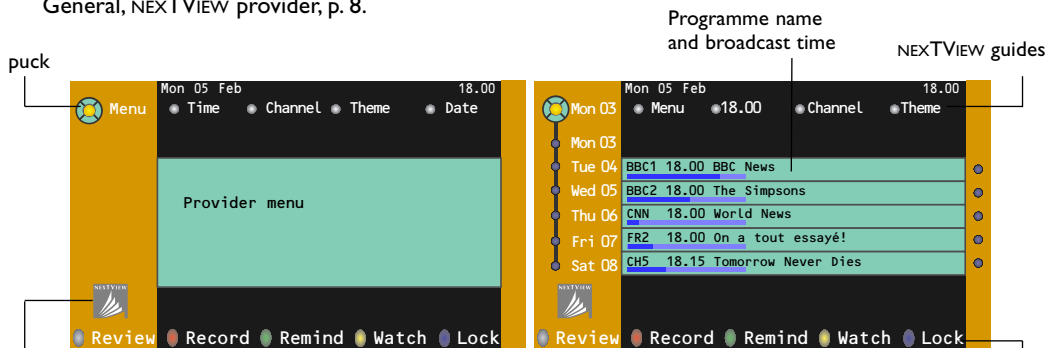 General, NEXTVIEW provider, p. 8.
Programme name
and broadcast time
NEXTVIEW guides
puck
Mon 05 Feb 18.00
Menu Time Channel Theme Date
Provider menu
NEXTVIEW
Review Record Remind Watch Lock
Mon 05 Feb 18.00
Mon 03 Menu 18.00 Channel Theme
Mon 03
Tue 04 BBC1 18.00 BBC News
Wed 05 BBC2 18.00 The Simpsons
Thu 06 CNN 18.00 World News
Fri 07 FR2 18.00 On a tout essayé!
Sat 08 CH5 18.15 Tomorrow Never Dies
NEXTVIEW
Review Record Remind Watch Lock